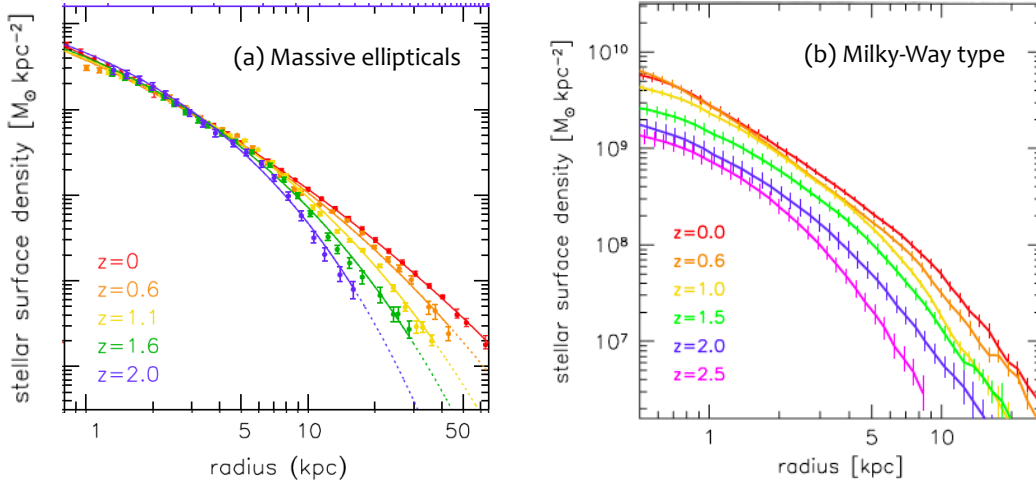 (a) Massive ellipticals
stellar surface density [M⊙ kpc⁻²]
z=0
z=0.6
z=1.1
z=1.6
z=2.0
1 5 10 50
radius (kpc)
(b) Milky-Way type
stellar surface density [M⊙ kpc⁻²]
10¹⁰
10⁹
10⁸
10⁷
z=0.0
z=0.6
z=1.0
z=1.5
z=2.0
z=2.5
1 5 10
radius [kpc]